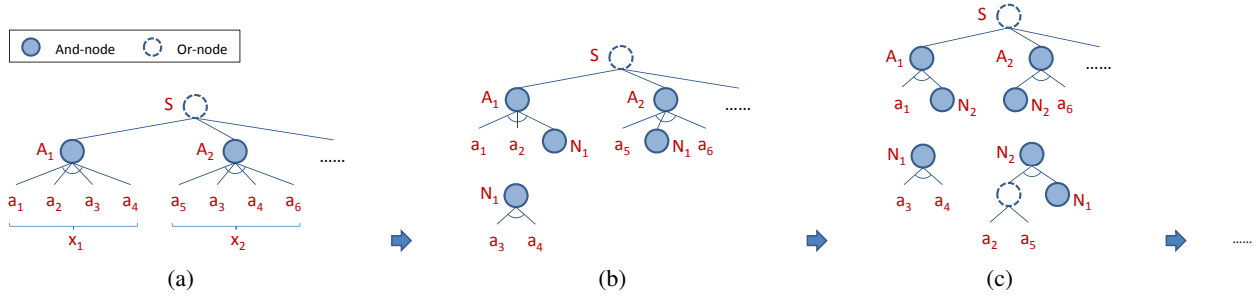 And-node Or-node
S
A1 A2 ......
a1 a2 a3 a4 a5 a3 a4 a6
x1 x2
(a)
S
A1 A2 ......
a1 a2 N1 a5 N1 a6
N1
a3 a4
(b)
S
A1 A2 ......
a1 N2 N2 a6
N1 N2
a3 a4 N1
a2 a5
(c)
......